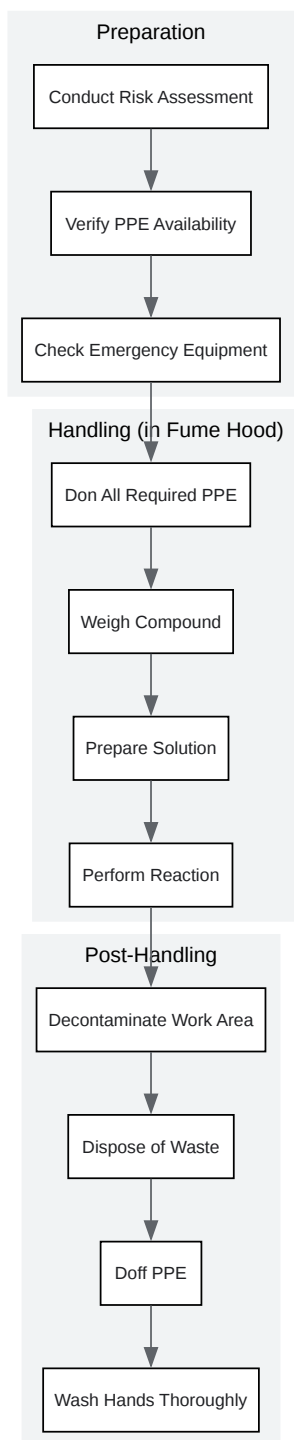 Preparation
Conduct Risk Assessment
Verify PPE Availability
Check Emergency Equipment
Handling (in Fume Hood)
Don All Required PPE
Weigh Compound
Prepare Solution
Perform Reaction
Post-Handling
Decontaminate Work Area
Dispose of Waste
Doff PPE
Wash Hands Thoroughly